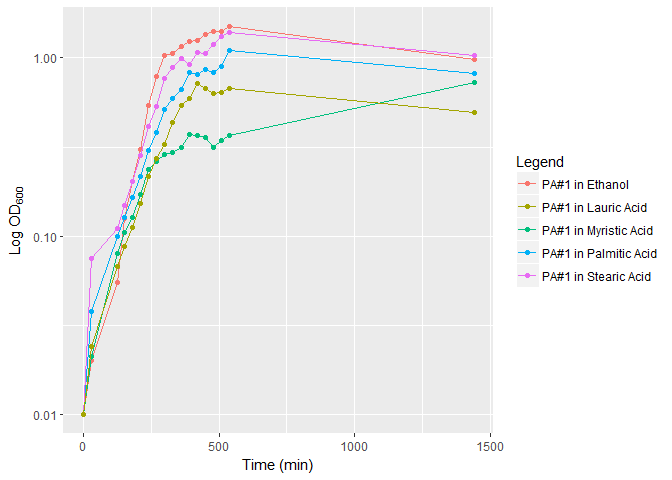 1.00
0.10
0.01
Log OD600
0 500 1000 1500
Time (min)
Legend
PA#1 in Ethanol
PA#1 in Lauric Acid
PA#1 in Myristic Acid
PA#1 in Palmitic Acid
PA#1 in Stearic Acid